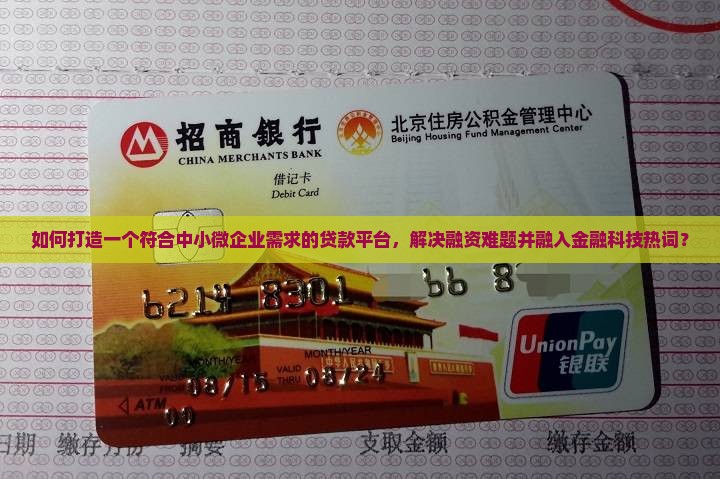 招商银行
CHINA MERCHANTS BANK
北京住房公积金管理中心
Beijing Housing Fund Management Center
借记卡
Debit Card
如何打造一个符合中小微企业需求的贷款平台，解决融资难题并融入金融科技热词？
6214 8301 66 8
UnionPay
银联
MONTH/YEAR MONTH/YEAR
VALID FROM 08/15 VALID THRU 08/24
ATM
00
日期 缴存月份 摘要 支取金额 缴存金额